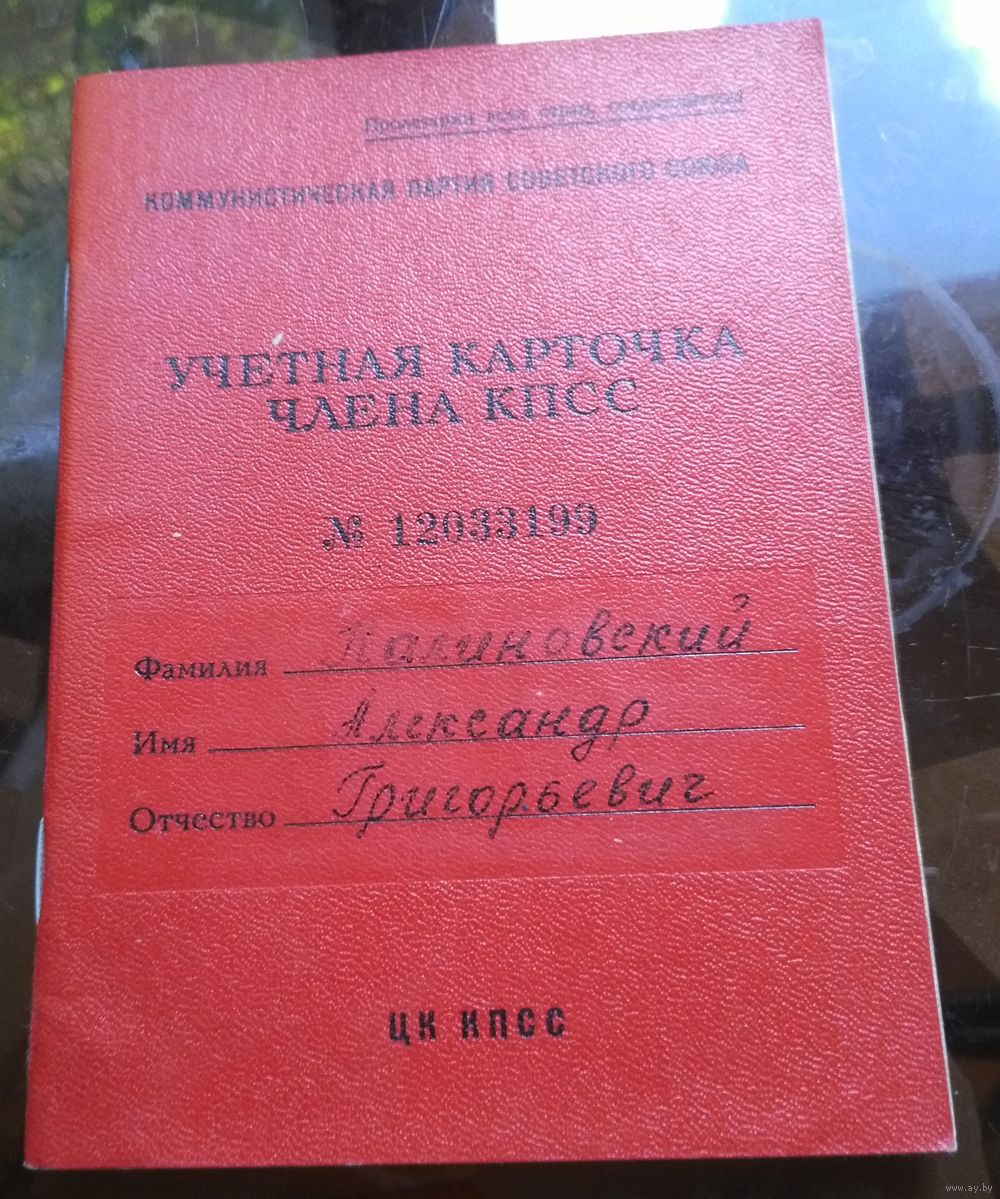 Пролетарии всех стран, соединяйтесь!
КОММУНИСТИЧЕСКАЯ ПАРТИЯ СОВЕТСКОГО СОЮЗА
УЧЕТНАЯ КАРТОЧКА
ЧЛЕНА КПСС
№ 12033199
Фамилия Калиновский
Имя Александр
Отчество Григорьевич
ЦК КПСС
www.ay.by